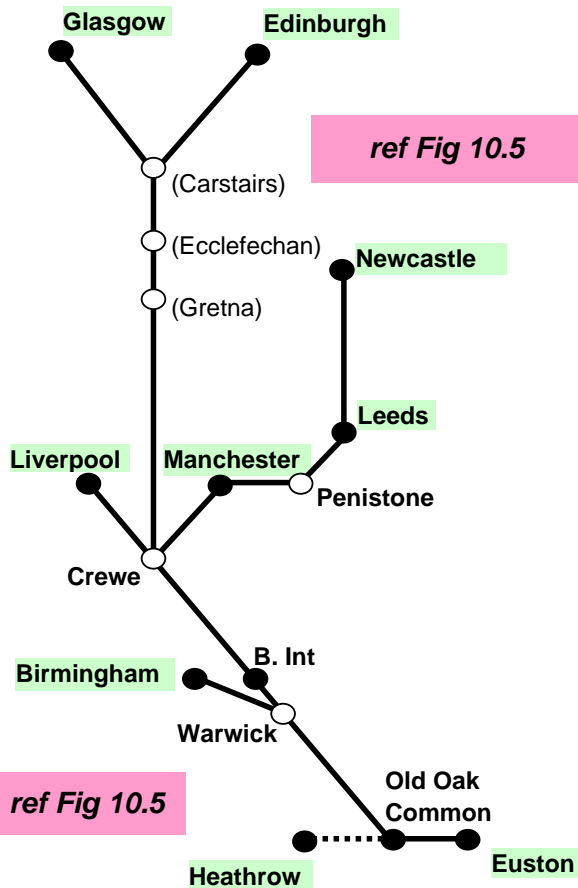 Glasgow
Edinburgh
ref Fig 10.5
(Carstairs)
(Ecclefechan)
Newcastle
(Gretna)
Leeds
Liverpool
Manchester
Penistone
Crewe
B. Int
Birmingham
Warwick
Old Oak
Common
ref Fig 10.5
Euston
Heathrow